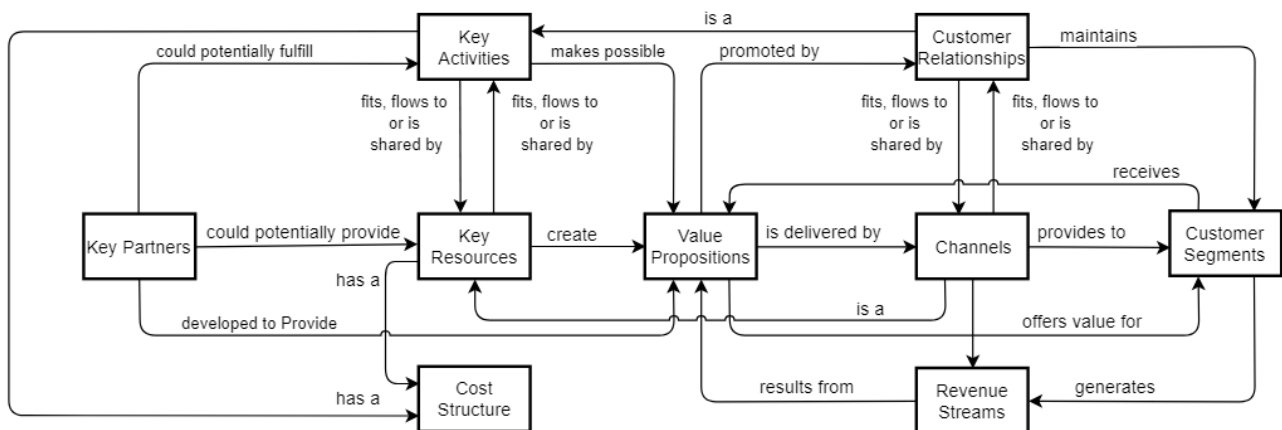 is a
Key
Activities
Customer
Relationships
maintains
could potentially fulfill
makes possible
promoted by
fits, flows to
or is
shared by
fits, flows to
or is
shared by
fits, flows to
or is
shared by
fits, flows to
or is
shared by
receives
Key Partners
could potentially provide
Key
Resources
create
Value
Propositions
is delivered by
Channels
provides to
Customer
Segments
has a
is a
developed to Provide
offers value for
has a
Cost
Structure
results from
Revenue
Streams
generates